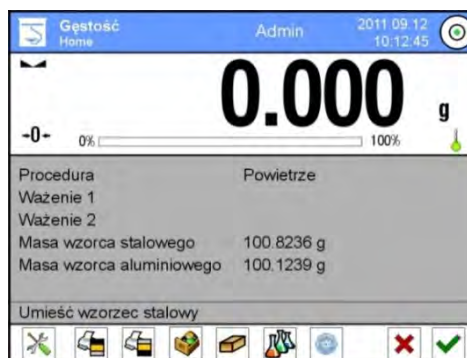 Gęstość Admin 2011.09.12
Home 10:12:45
0.000 g
→0← 0% 100%
Procedura Powietrze
Ważenie 1
Ważenie 2
Masa wzorca stalowego 100.8236 g
Masa wzorca aluminiowego 100.1239 g
Umieść wzorzec stalowy